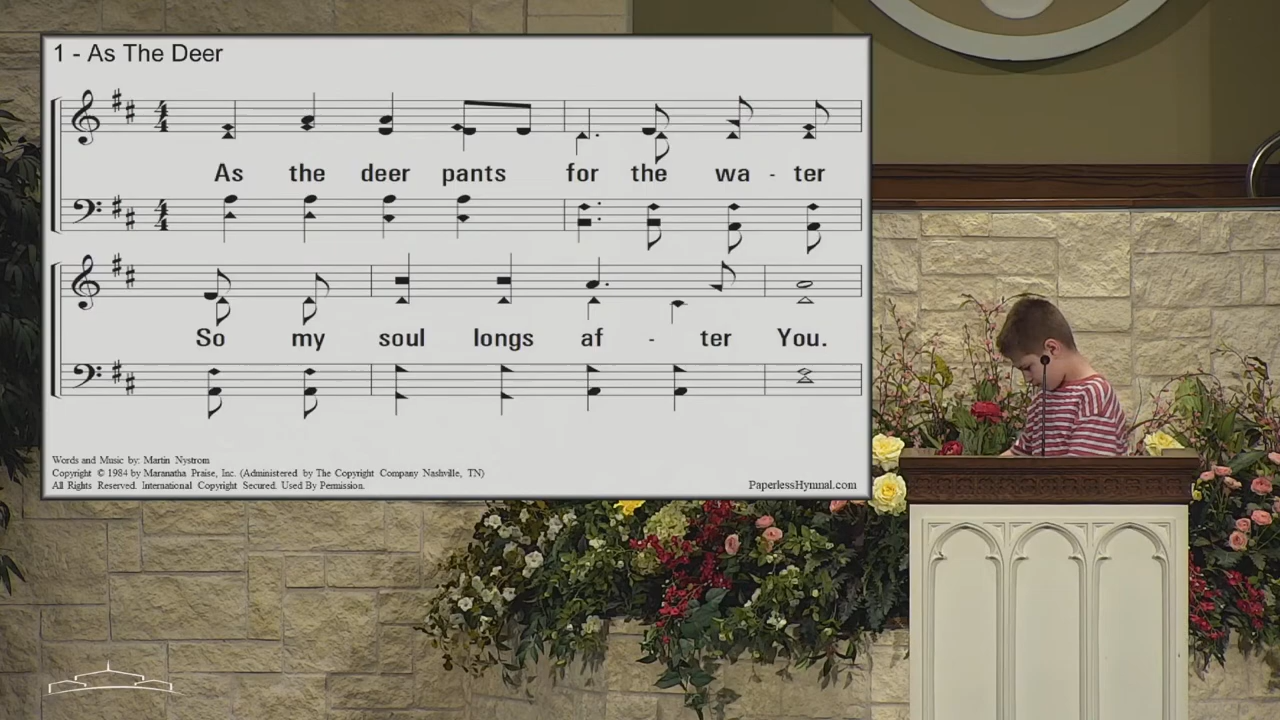 1 - As The Deer
As the deer pants for the wa - ter
So my soul longs af - ter You.
Words and Music by: Martin Nystrom
Copyright © 1984 by Maranatha Praise, Inc. (Administered by The Copyright Company Nashville, TN)
All Rights Reserved. International Copyright Secured. Used By Permission.
PaperlessHymnal.com